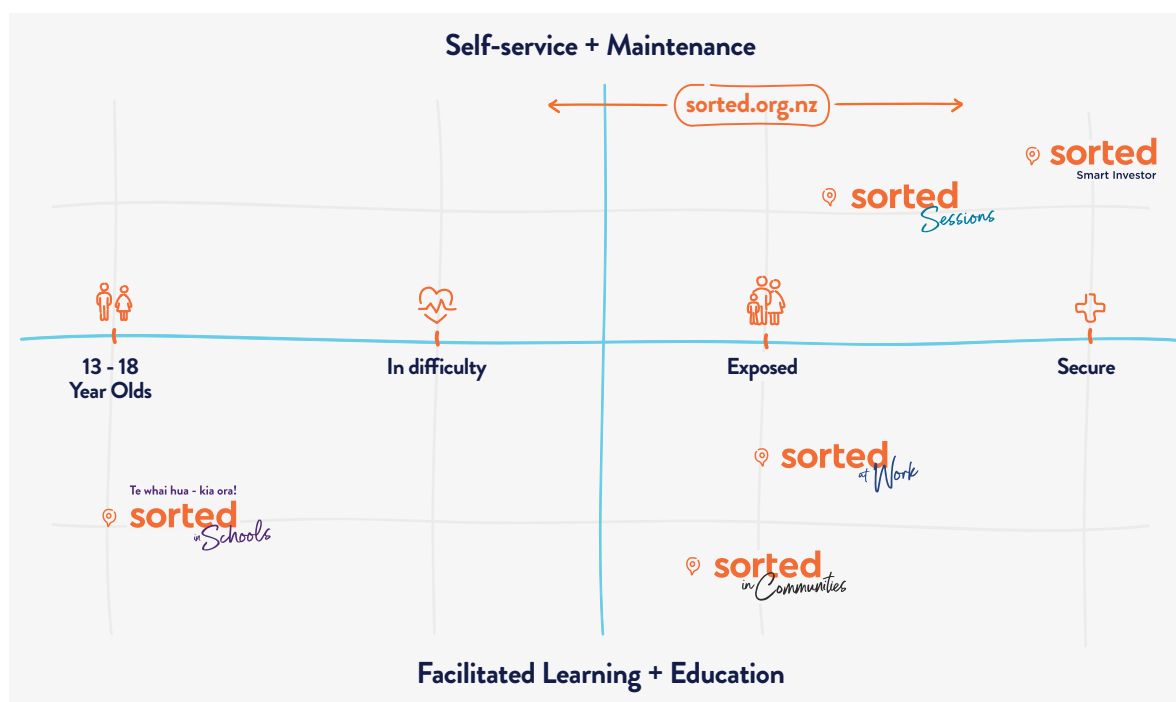 Self-service + Maintenance
sorted.org.nz
sorted
Smart Investor
sorted
Sessions
13 - 18
Year Olds
In difficulty
Exposed
Secure
sorted
at Work
Te whai hua - kia ora!
sorted
in Schools
sorted
in Communities
Facilitated Learning + Education